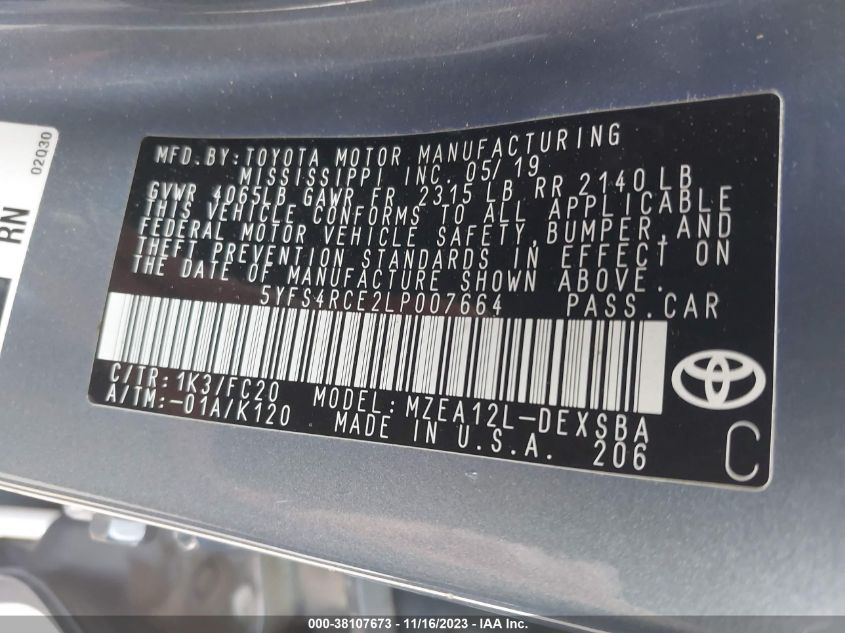 02030
RN
MFD.BY:TOYOTA MOTOR MANUFACTURING
MISSISSIPPI INC 05/19
GVWR 4065LB GAWR FR 2315 LB RR 2140 LB
THIS VEHICLE CONFORMS TO ALL APPLICABLE
FEDERAL MOTOR VEHICLE SAFETY,BUMPER,AND
THEFT PREVENTION STANDARDS IN EFFECT ON
THE DATE OF MANUFACTURE SHOWN ABOVE.
5YFS4RCE2LP007664 PASS.CAR
C/TR:1K3/FC20 MODEL:MZEA12L-DEXSBA
A/TM:-01A/K120 MADE IN U.S.A. 206
C
000-38107673 - 11/16/2023 - IAA Inc.